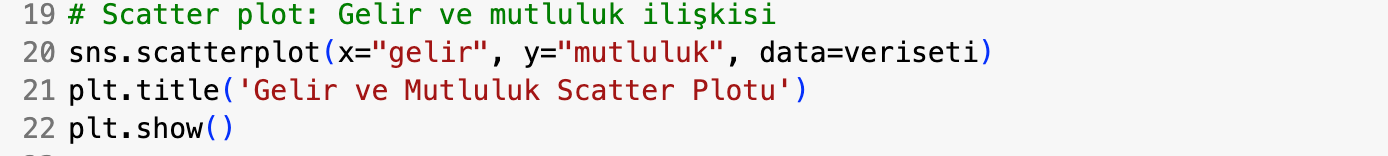 19 # Scatter plot: Gelir ve mutluluk ilişkisi
20 sns.scatterplot(x="gelir", y="mutluluk", data=veriseti)
21 plt.title('Gelir ve Mutluluk Scatter Plotu')
22 plt.show()